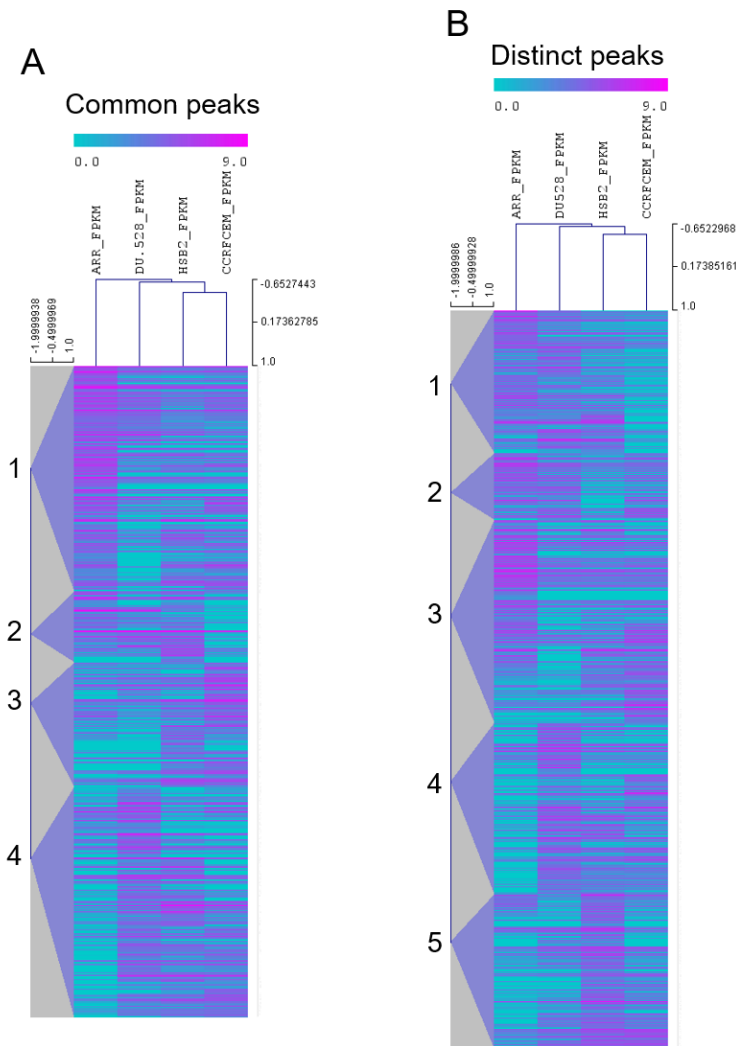 A
Common peaks
0.0
9.0
ARR_FPKM
DU.528_FPKM
HSB2_FPKM
CCRFCEM_FPKM
-1.9999938
-0.4999969
1.0
-0.6527443
0.17362785
1.0
1
2
3
4
B
Distinct peaks
0.0
9.0
ARR_FPKM
DU528_FPKM
HSB2_FPKM
CCRFCEM_FPKM
-1.9999986
-0.49999928
1.0
-0.6522968
0.17385161
1.0
1
2
3
4
5